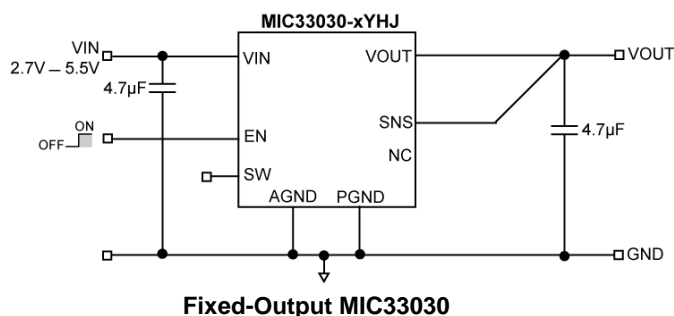 MIC33030-xYHJ
VIN
2.7V – 5.5V
VIN
VOUT
VOUT
4.7µF
SNS
4.7µF
ON
OFF
EN
NC
SW
AGND PGND
GND
Fixed-Output MIC33030